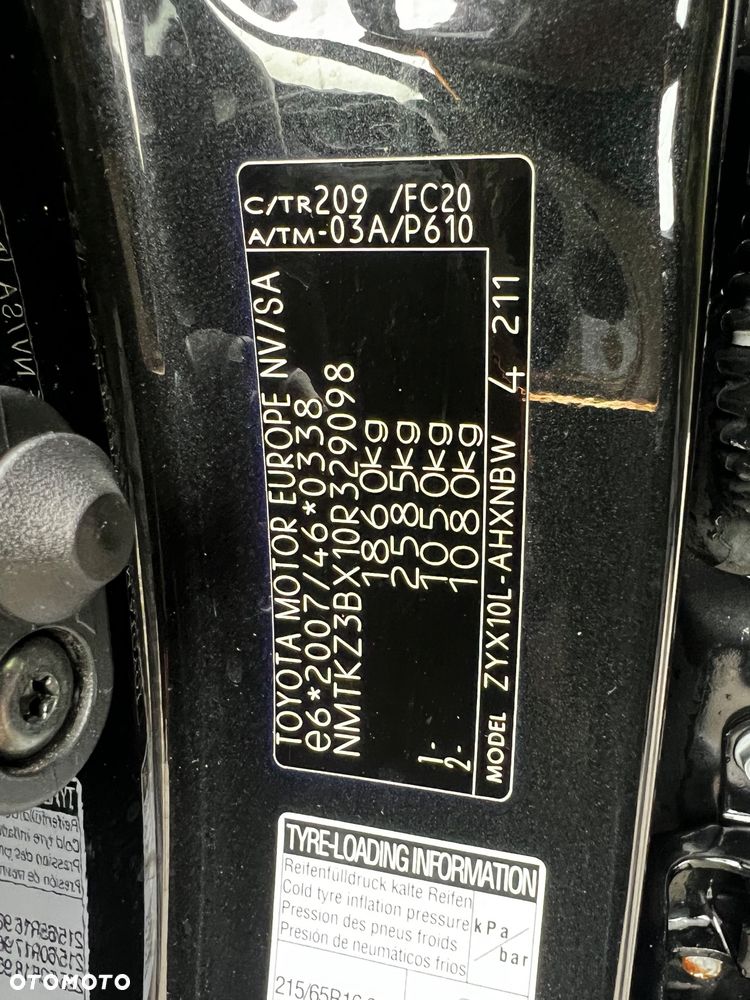 C/TR209 /FC20
A/TM-03A/P610
TOYOTA MOTOR EUROPE NV/SA
e6*2007/46*0338
NMTKZ3BX10R329098
1860kg
2585kg
1- 1050kg
2- 1080kg
MODEL ZYX10L-AHXNBW 4 211
TYRE-LOADING INFORMATION
Reifenfülldruck kalte Reifen
Cold tyre inflation pressure
Pression des pneus froids
Presión de neumáticos fríos
kPa/bar
215/65R16
OTOMOTO